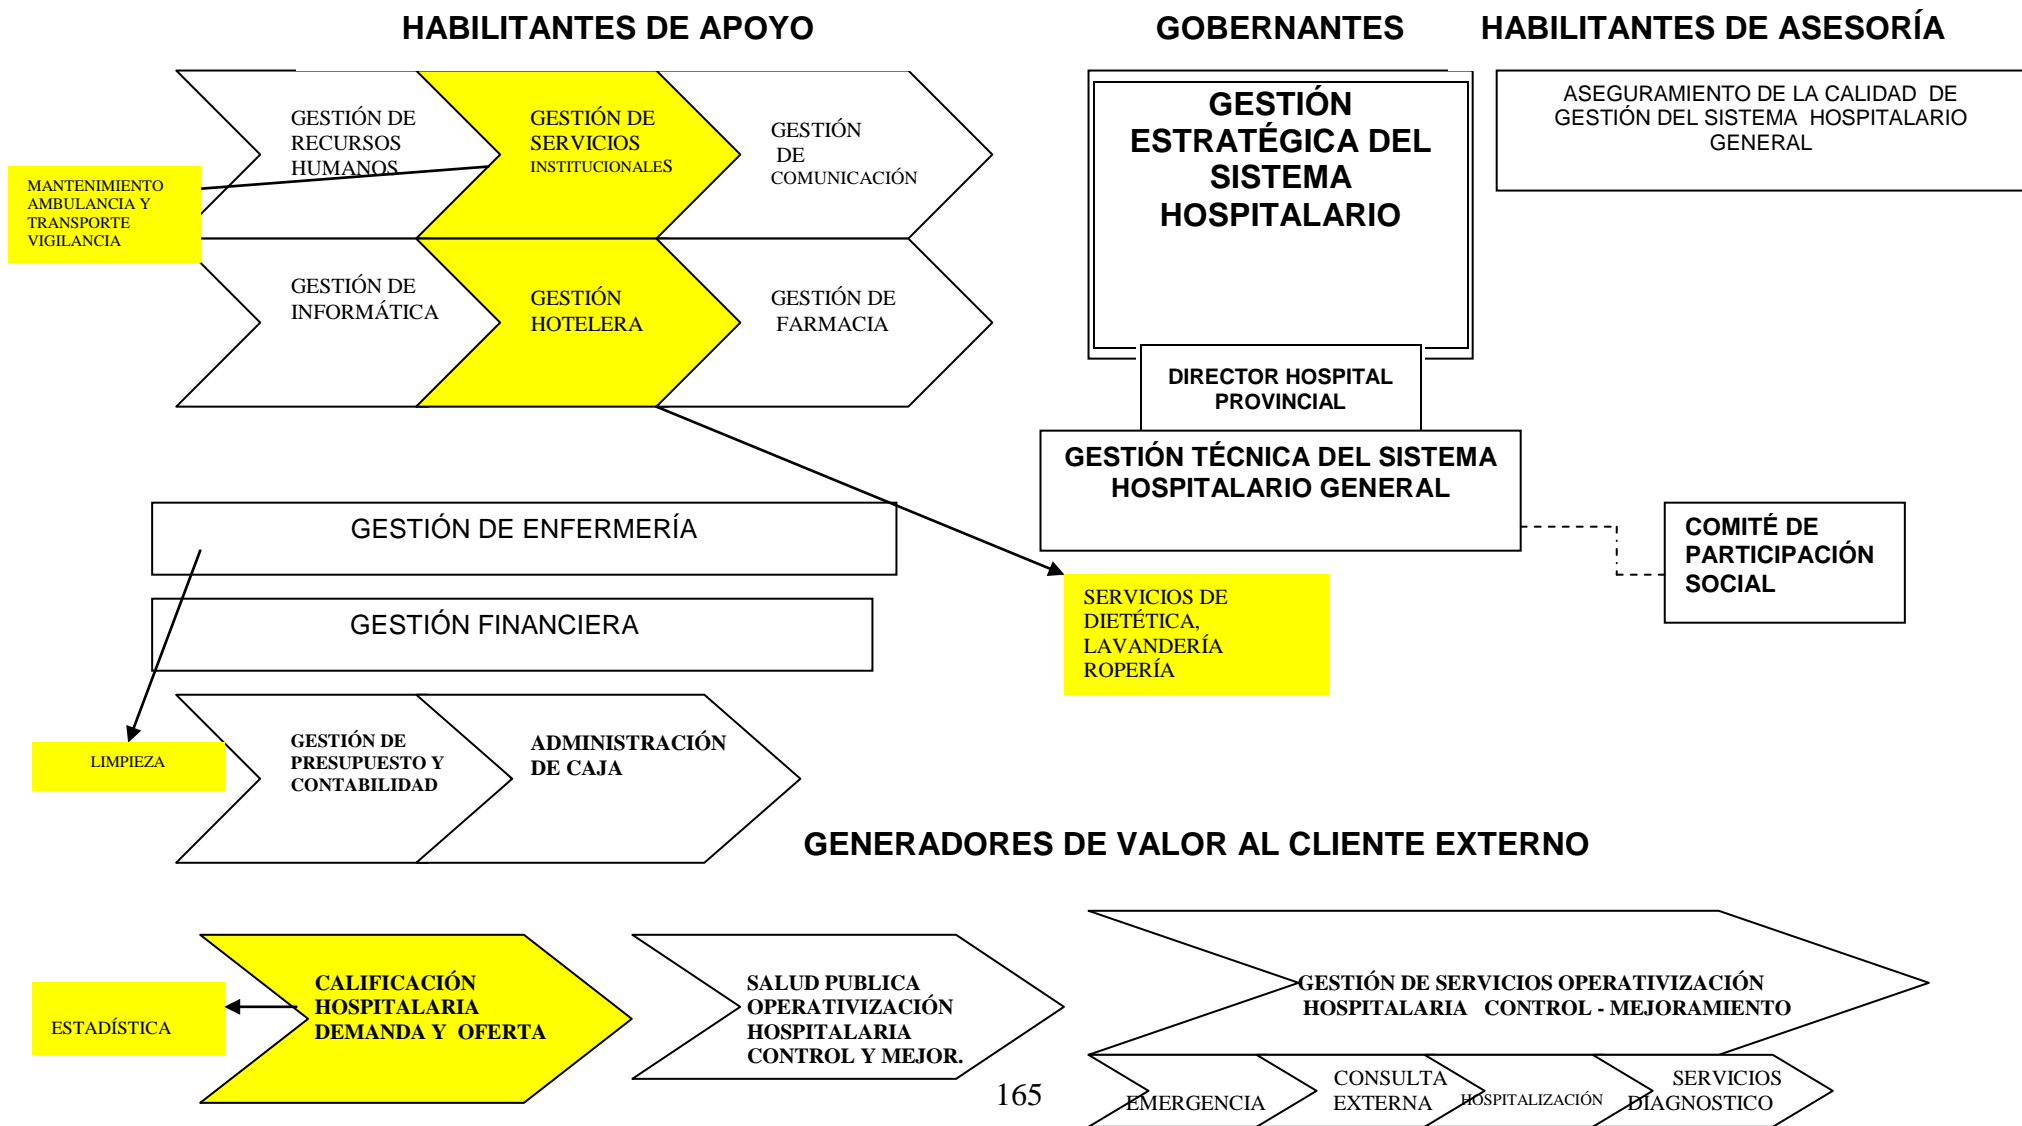 HABILITANTES DE APOYO
GOBERNANTES
HABILITANTES DE ASESORÍA
GESTIÓN DE
RECURSOS
HUMANOS
GESTIÓN DE
SERVICIOS
INSTITUCIONALES
GESTIÓN
DE
COMUNICACIÓN
MANTENIMIENTO
AMBULANCIA Y
TRANSPORTE
VIGILANCIA
GESTIÓN DE
INFORMÁTICA
GESTIÓN
HOTELERA
GESTIÓN DE
FARMACIA
GESTIÓN
ESTRATÉGICA DEL
SISTEMA
HOSPITALARIO
ASEGURAMIENTO DE LA CALIDAD DE
GESTIÓN DEL SISTEMA HOSPITALARIO
GENERAL
DIRECTOR HOSPITAL
PROVINCIAL
GESTIÓN TÉCNICA DEL SISTEMA
HOSPITALARIO GENERAL
COMITÉ DE
PARTICIPACIÓN
SOCIAL
GESTIÓN DE ENFERMERÍA
GESTIÓN FINANCIERA
SERVICIOS DE
DIETÉTICA,
LAVANDERÍA
ROPERÍA
LIMPIEZA
GESTIÓN DE
PRESUPUESTO Y
CONTABILIDAD
ADMINISTRACIÓN
DE CAJA
GENERADORES DE VALOR AL CLIENTE EXTERNO
ESTADÍSTICA
CALIFICACIÓN
HOSPITALARIA
DEMANDA Y OFERTA
SALUD PUBLICA
OPERATIVIZACIÓN
HOSPITALARIA
CONTROL Y MEJOR.
GESTIÓN DE SERVICIOS OPERATIVIZACIÓN
HOSPITALARIA CONTROL - MEJORAMIENTO
EMERGENCIA
CONSULTA
EXTERNA
HOSPITALIZACIÓN
SERVICIOS
DIAGNOSTICO
165